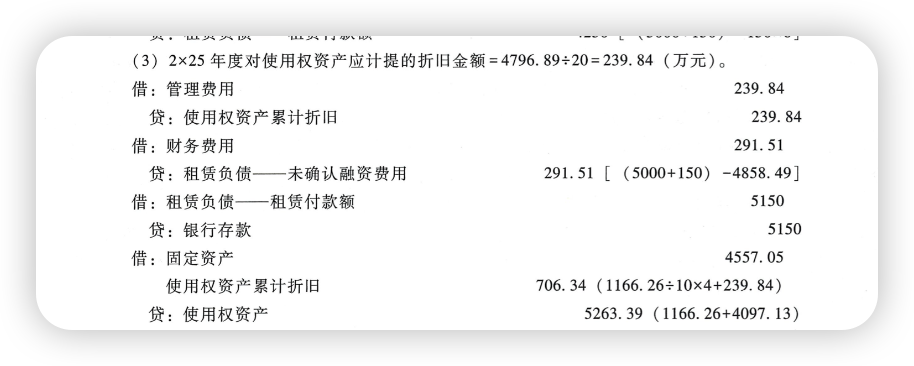 (3) 2×25 年度对使用权资产应计提的折旧金额=4796.89÷20=239.84 (万元)。
借：管理费用 239.84
贷：使用权资产累计折旧 239.84
借：财务费用 291.51
贷：租赁负债——未确认融资费用 291.51 [ (5000+150) -4858.49]
借：租赁负债——租赁付款额 5150
贷：银行存款 5150
借：固定资产 4557.05
使用权资产累计折旧 706.34 (1166.26÷10×4+239.84)
贷：使用权资产 5263.39 (1166.26+4097.13)